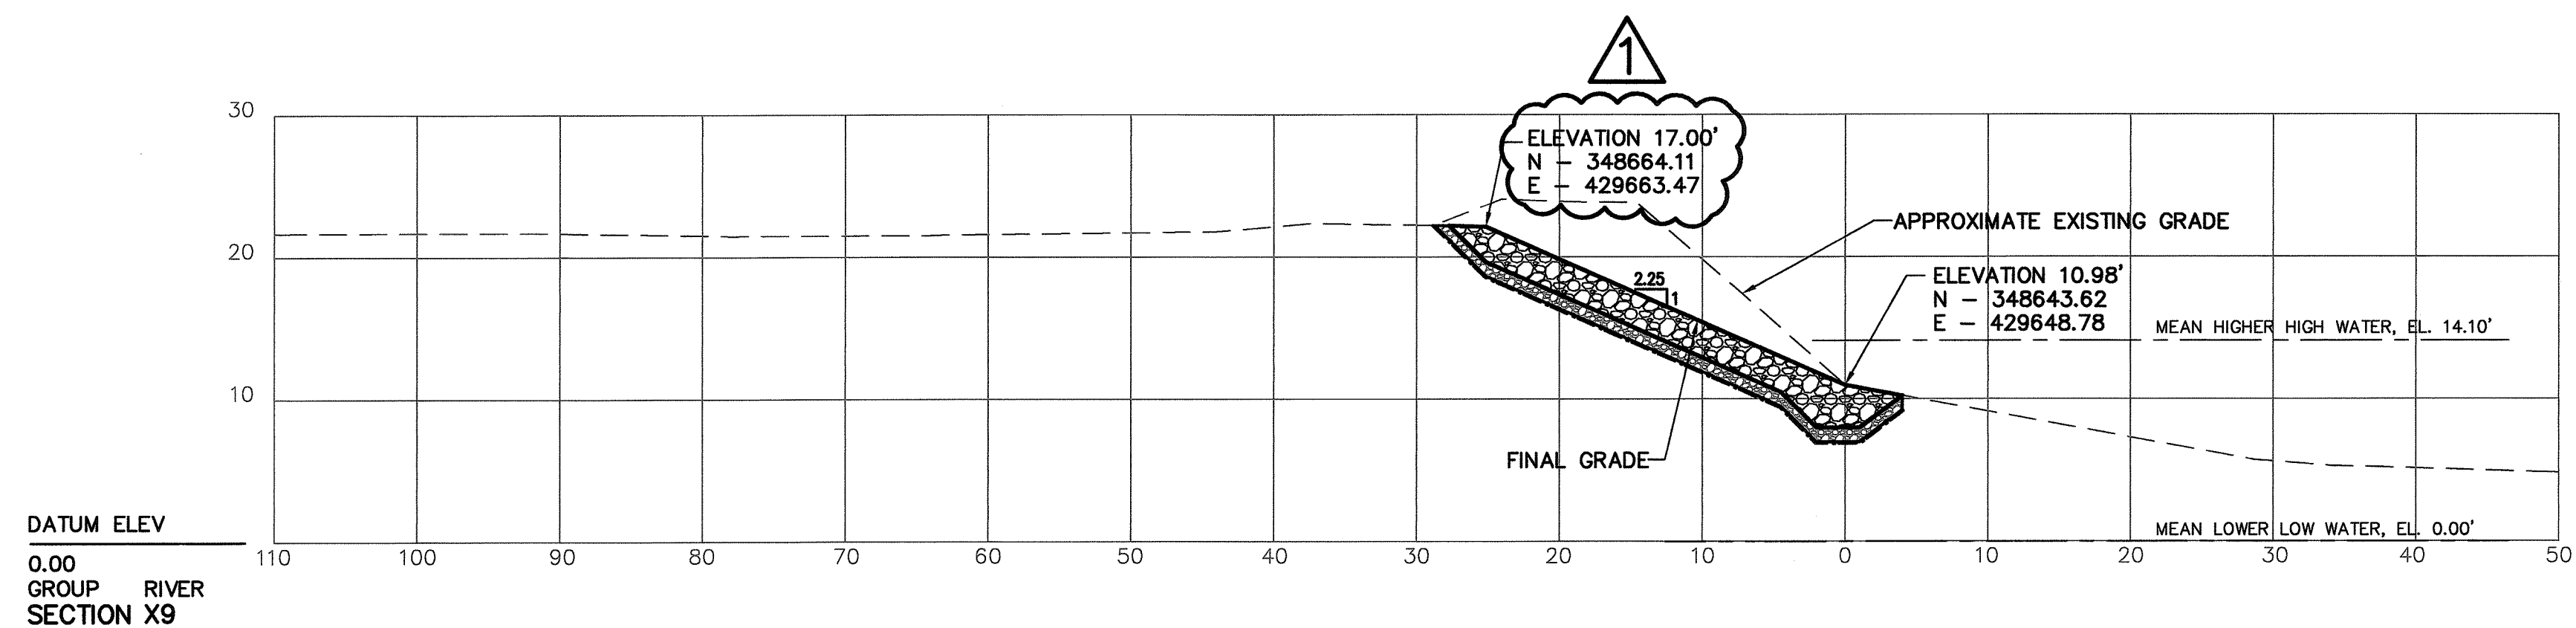 1
30
ELEVATION 17.00'
N - 348664.11
E - 429663.47
APPROXIMATE EXISTING GRADE
20
ELEVATION 10.98'
N - 348643.62
E - 429648.78
2.25
1
MEAN HIGHER HIGH WATER, EL. 14.10'
10
FINAL GRADE
DATUM ELEV
MEAN LOWER LOW WATER, EL. 0.00'
0.00
110 100 90 80 70 60 50 40 30 20 10 0 10 20 30 40 50
GROUP RIVER
SECTION X9